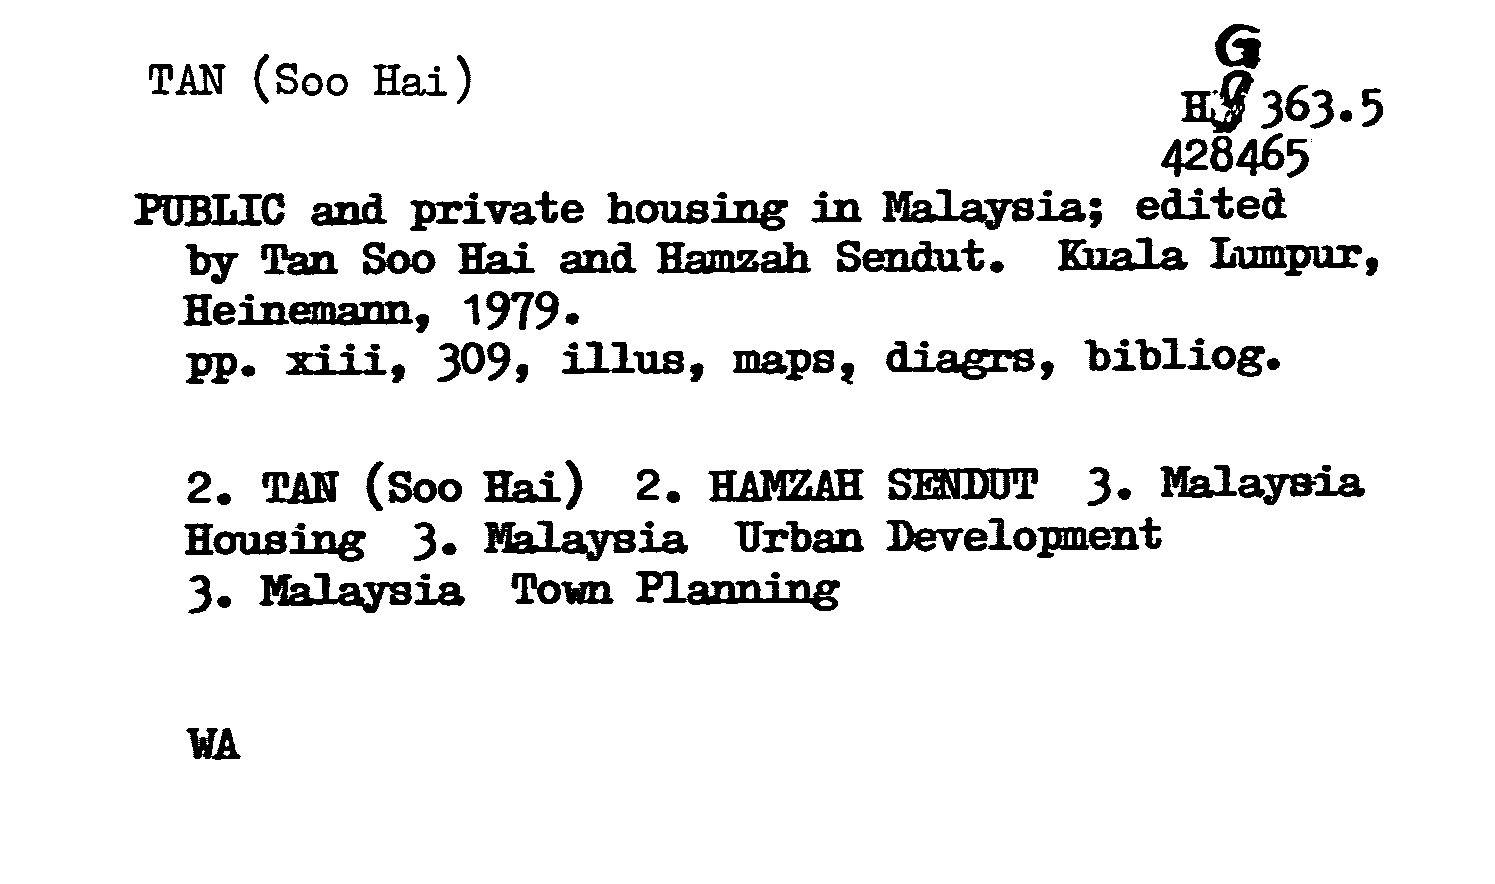 TAN (Soo Hai)
G
H 363.5
428465
PUBLIC and private housing in Malaysia; edited
by Tan Soo Hai and Hamzah Sendut. Kuala Lumpur,
Heinemann, 1979.
pp. xiii, 309, illus, maps, diagrs, bibliog.
2. TAN (Soo Hai) 2. HAMZAH SENDUT 3. Malaysia
Housing 3. Malaysia Urban Development
3. Malaysia Town Planning
WA